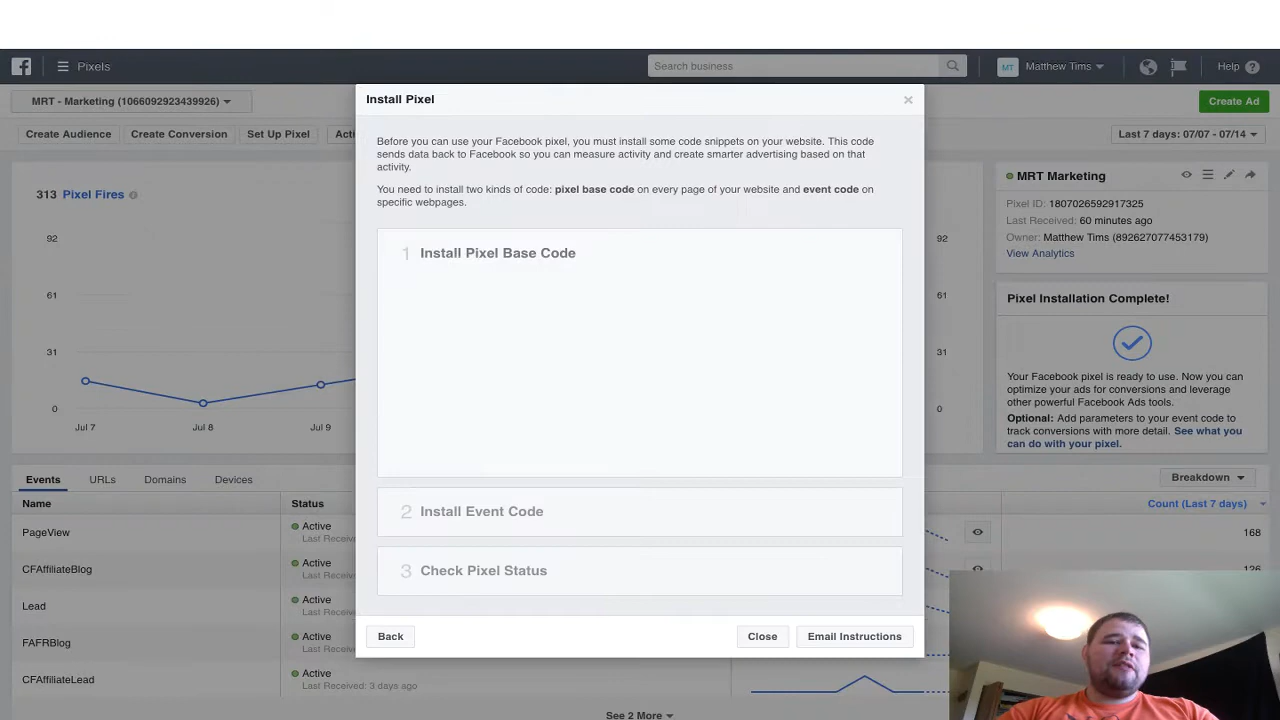 Pixels
Search business
MT
Matthew Tims
Help
MRT - Marketing (1066092923439926)
Create Ad
Create Audience
Create Conversion
Set Up Pixel
Last 7 days: 07/07 - 07/14
Install Pixel
Before you can use your Facebook pixel, you must install some code snippets on your website. This code
sends data back to Facebook so you can measure activity and create smarter advertising based on that
activity.
You need to install two kinds of code: pixel base code on every page of your website and event code on
specific webpages.
1 Install Pixel Base Code
2 Install Event Code
3 Check Pixel Status
Back
Close
Email Instructions
313 Pixel Fires
92
61
31
0
Jul 7
Jul 8
Jul 9
92
61
31
0
MRT Marketing
Pixel ID: 1807026592917325
Last Received: 60 minutes ago
Owner: Matthew Tims (892627077453179)
View Analytics
Pixel Installation Complete!
Your Facebook pixel is ready to use. Now you can
optimize your ads for conversions and leverage
other powerful Facebook Ads tools.
Optional: Add parameters to your event code to
track conversions with more detail. See what you
can do with your pixel.
Events
URLs
Domains
Devices
Breakdown
Name
Status
Count (Last 7 days)
PageView
Active
168
CFAffiliateBlog
Active
Lead
Active
FAFRBlog
Active
CFAffiliateLead
Active
Last Received: 3 days ago
See 2 More